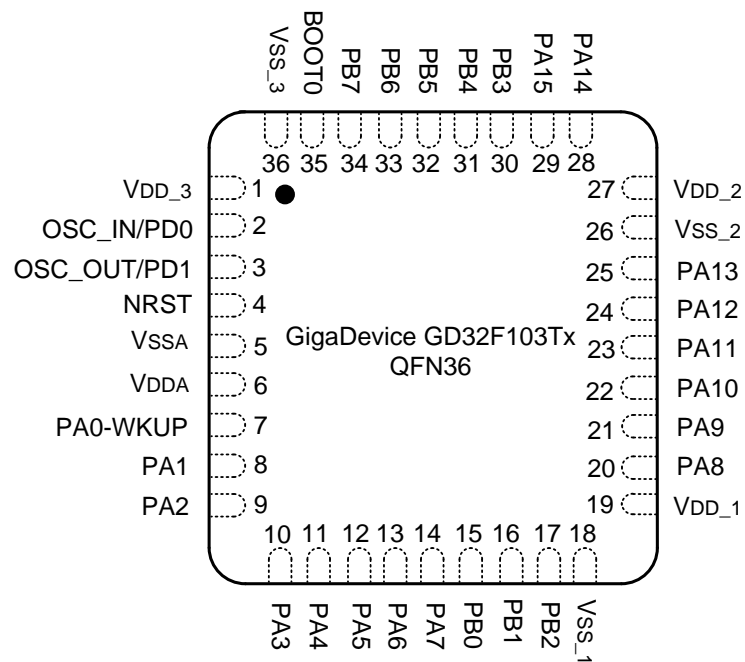 VSS_3
BOOT0
PB7
PB6
PB5
PB4
PB3
PA15
PA14
36 35 34 33 32 31 30 29 28
VDD_3 1
OSC_IN/PD0 2
OSC_OUT/PD1 3
NRST 4
VSSA 5
VDDA 6
PA0-WKUP 7
PA1 8
PA2 9
GigaDevice GD32F103Tx
QFN36
27 VDD_2
26 VSS_2
25 PA13
24 PA12
23 PA11
22 PA10
21 PA9
20 PA8
19 VDD_1
10 11 12 13 14 15 16 17 18
PA3
PA4
PA5
PA6
PA7
PB0
PB1
PB2
VSS_1